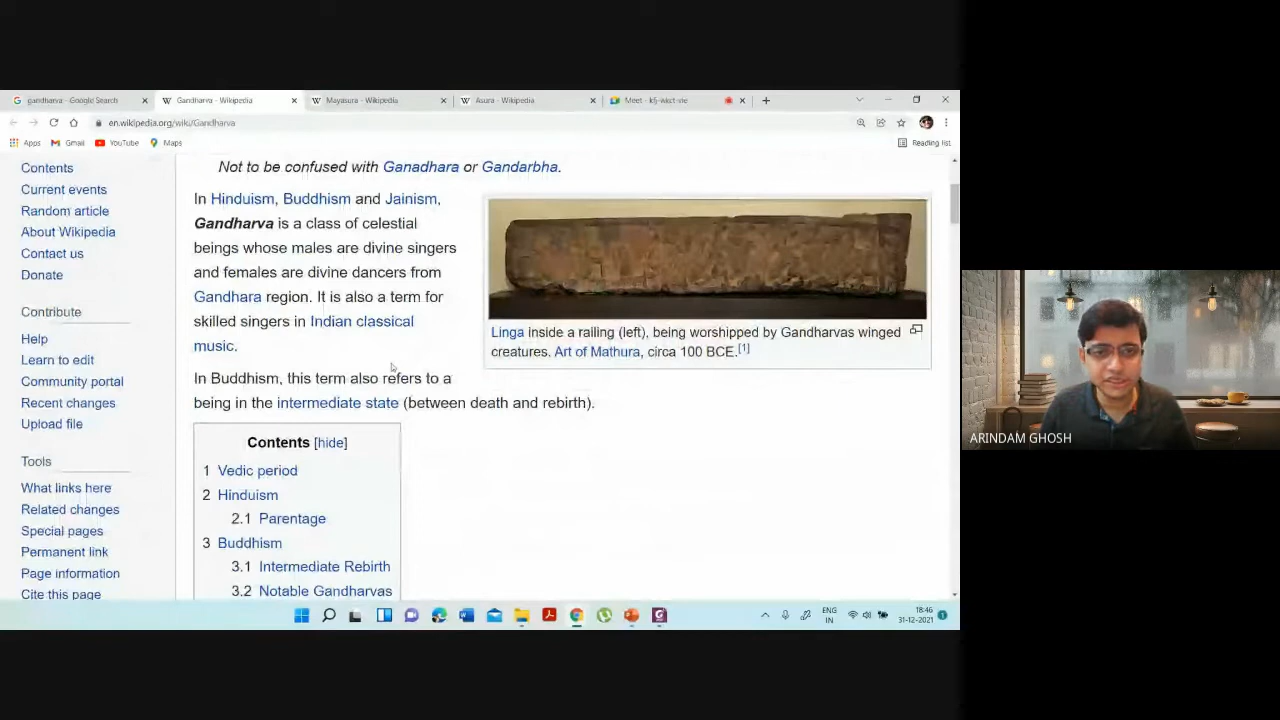 gandharva - Google Search
Gandharva - Wikipedia
Mayasura - Wikipedia
Asura - Wikipedia
en.wikipedia.org/wiki/Gandharva
Apps
Gmail
YouTube
Maps
Reading list
Contents
Current events
Random article
About Wikipedia
Contact us
Donate
Contribute
Help
Learn to edit
Community portal
Recent changes
Upload file
Tools
What links here
Related changes
Special pages
Permanent link
Page information
Cite this page
Not to be confused with Ganadhara or Gandarbha.
In Hinduism, Buddhism and Jainism,
Gandharva is a class of celestial
beings whose males are divine singers
and females are divine dancers from
Gandhara region. It is also a term for
skilled singers in Indian classical
music.
In Buddhism, this term also refers to a
being in the intermediate state (between death and rebirth).
Linga inside a railing (left), being worshipped by Gandharvas winged
creatures. Art of Mathura, circa 100 BCE.[1]
Contents [hide]
1 Vedic period
2 Hinduism
2.1 Parentage
3 Buddhism
3.1 Intermediate Rebirth
3.2 Notable Gandharvas
ENG
IN
18:46
31-12-2021
ARINDAM GHOSH